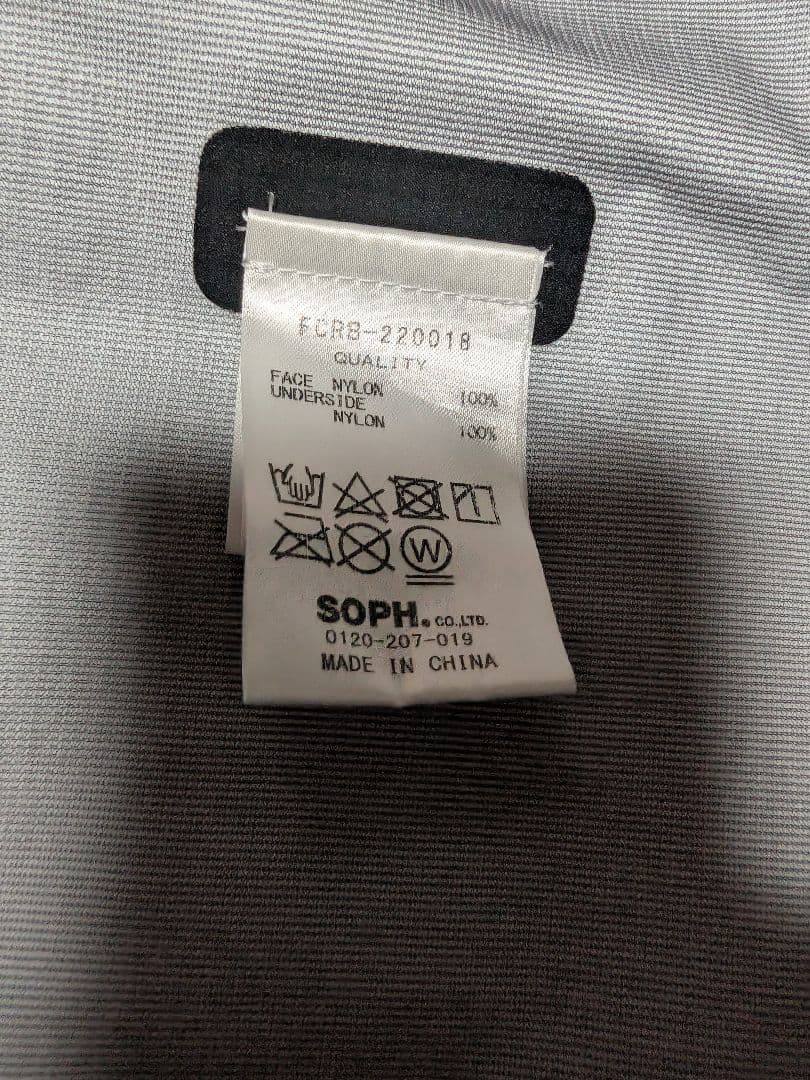 FCRB-220018
QUALITY
FACE NYLON 100%
UNDERSIDE
NYLON 100%
W
SOPH. CO.,LTD.
0120-207-019
MADE IN CHINA